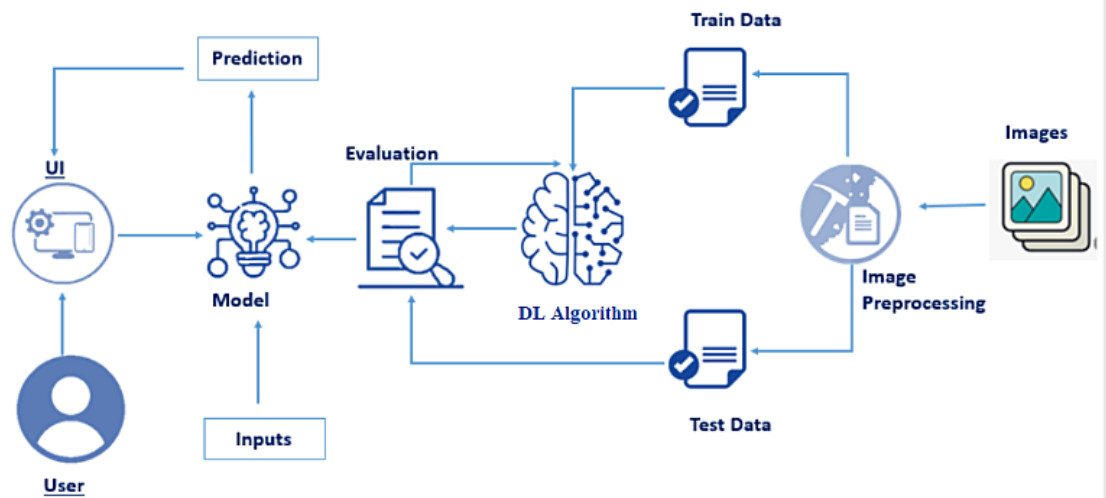 Train Data
Prediction
Images
Evaluation
UI
Image
Preprocessing
Model
DL Algorithm
Test Data
Inputs
User